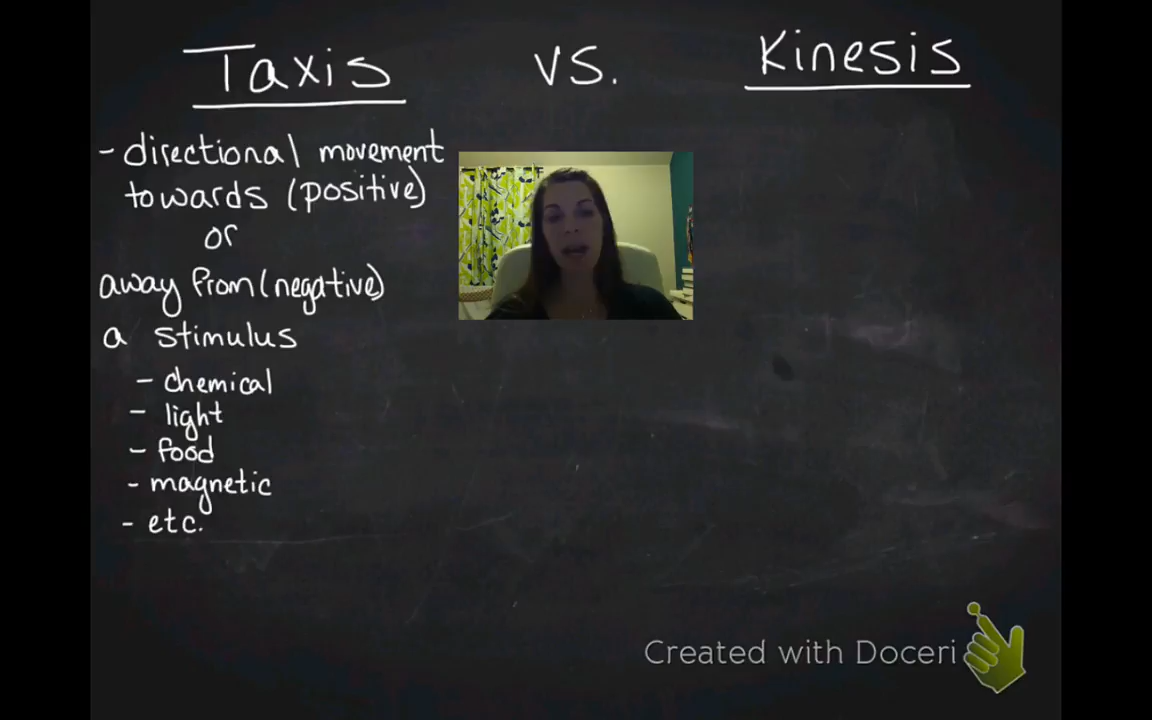 Taxis vs. Kinesis
- directional movement
towards (positive)
or
away from (negative)
a stimulus
- chemical
- light
- food
- magnetic
- etc.
Created with Doceri